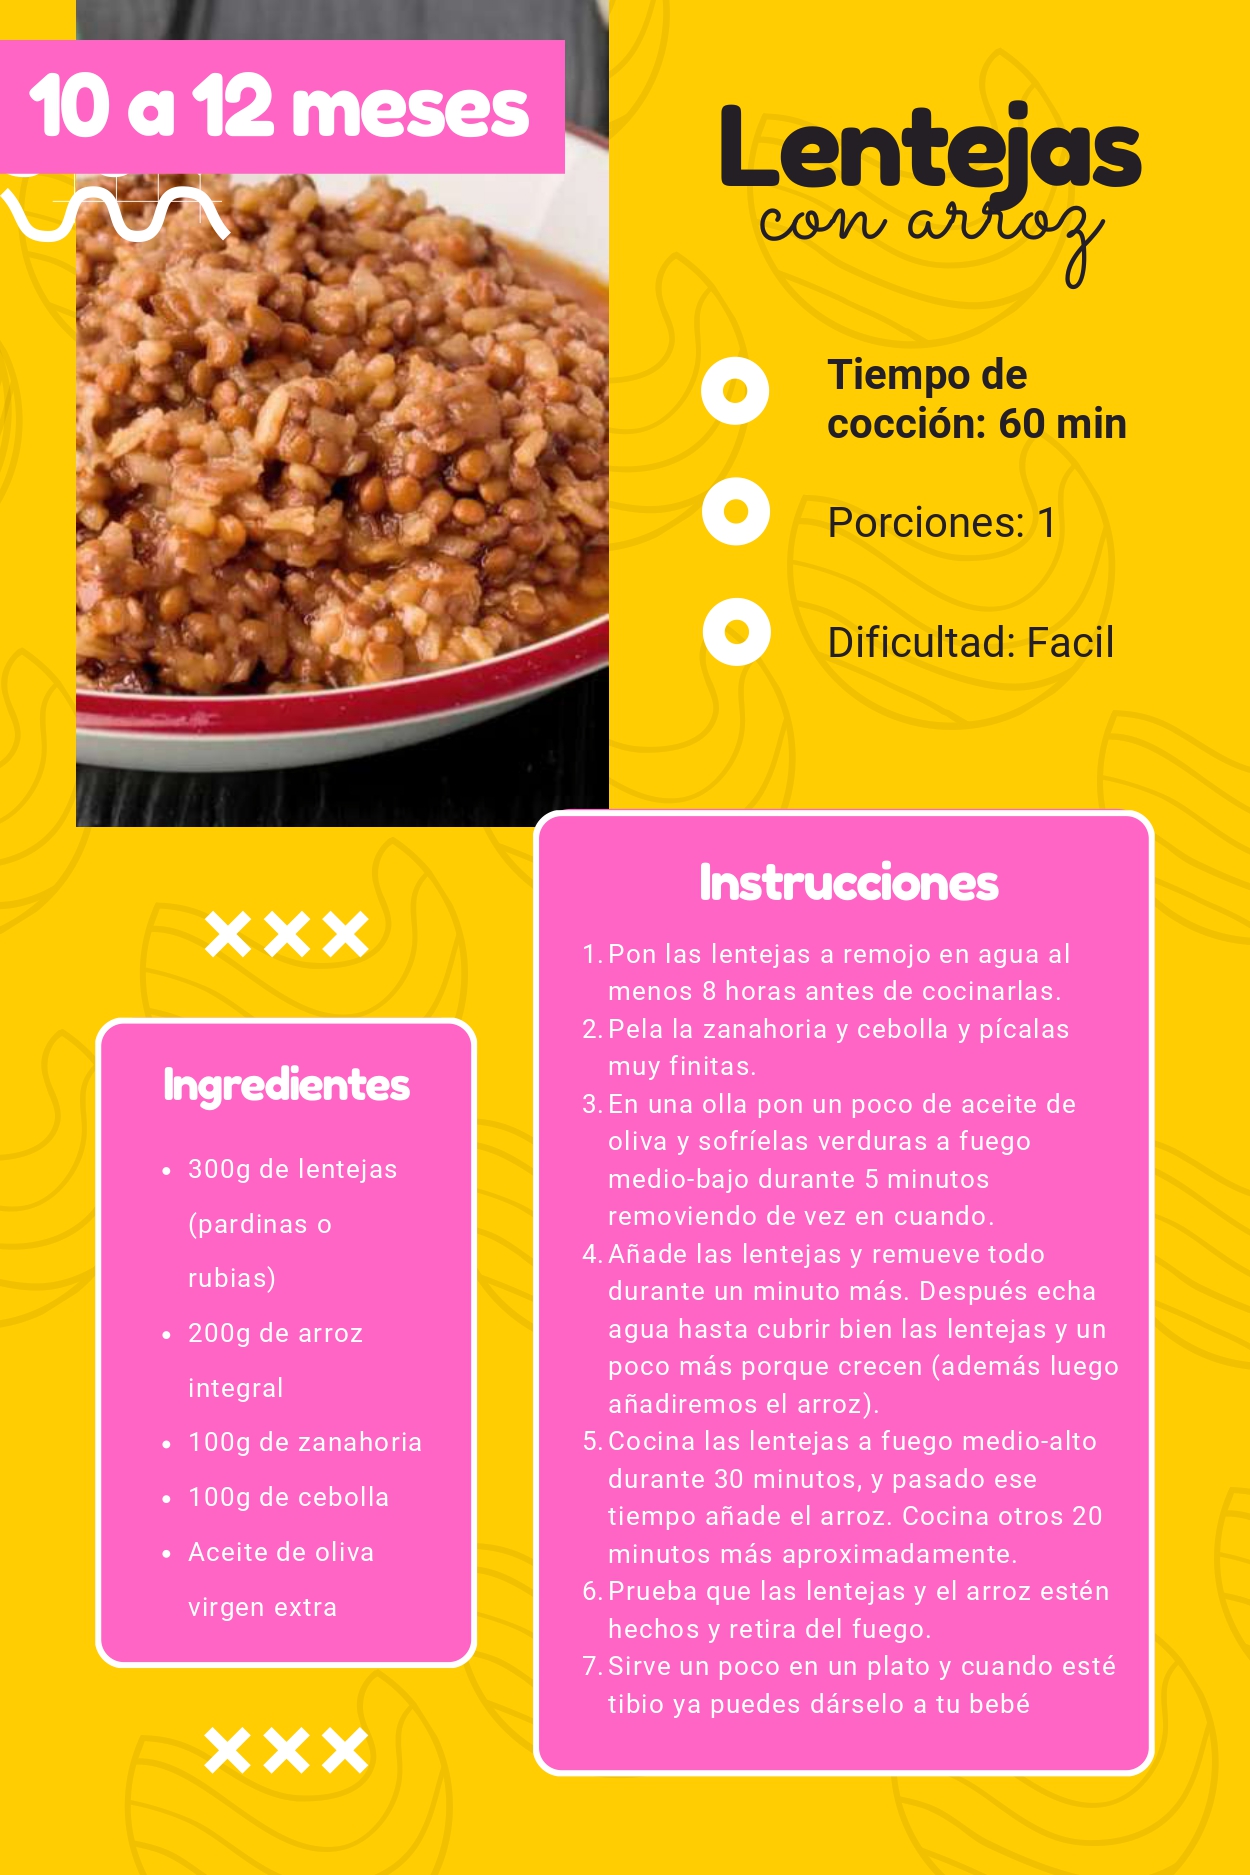 10 a 12 meses
Lentejas
con arroz
Tiempo de
cocción: 60 min
Porciones: 1
Dificultad: Facil
Ingredientes
• 300g de lentejas
(pardinas o
rubias)
• 200g de arroz
integral
• 100g de zanahoria
• 100g de cebolla
• Aceite de oliva
virgen extra
Instrucciones
1. Pon las lentejas a remojo en agua al
menos 8 horas antes de cocinarlas.
2. Pela la zanahoria y cebolla y pícalas
muy finitas.
3. En una olla pon un poco de aceite de
oliva y sofríelas verduras a fuego
medio-bajo durante 5 minutos
removiendo de vez en cuando.
4. Añade las lentejas y remueve todo
durante un minuto más. Después echa
agua hasta cubrir bien las lentejas y un
poco más porque crecen (además luego
añadiremos el arroz).
5. Cocina las lentejas a fuego medio-alto
durante 30 minutos, y pasado ese
tiempo añade el arroz. Cocina otros 20
minutos más aproximadamente.
6. Prueba que las lentejas y el arroz estén
hechos y retira del fuego.
7. Sirve un poco en un plato y cuando esté
tibio ya puedes dárselo a tu bebé